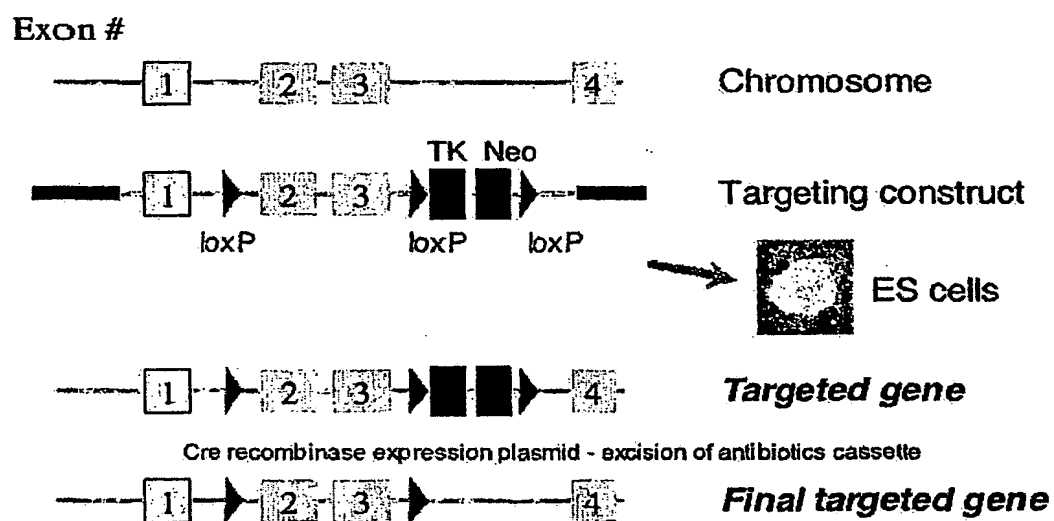 Exon #
1 2 3 4 Chromosome
TK Neo
1 2 3 Targeting construct
loxP loxP loxP
ES cells
1 2 3 4 Targeted gene
Cre recombinase expression plasmid - excision of antibiotics cassette
1 2 3 4 Final targeted gene